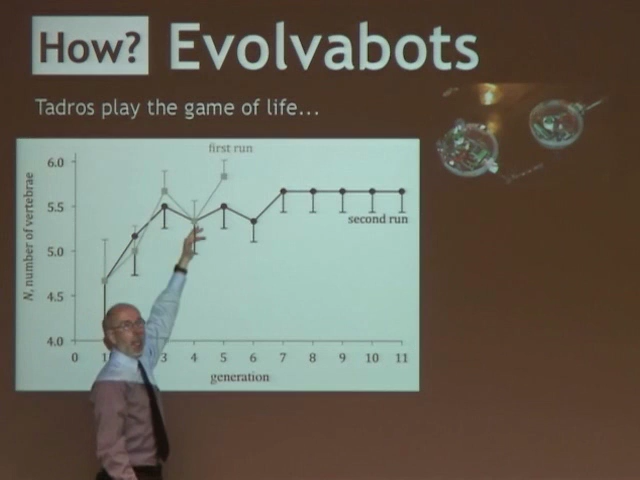 How? Evolvabots
Tadros play the game of life...
first run
6.0
5.5
5.0
4.5
4.0
N, number of vertebrae
second run
0 1 3 4 5 6 7 8 9 10 11
generation